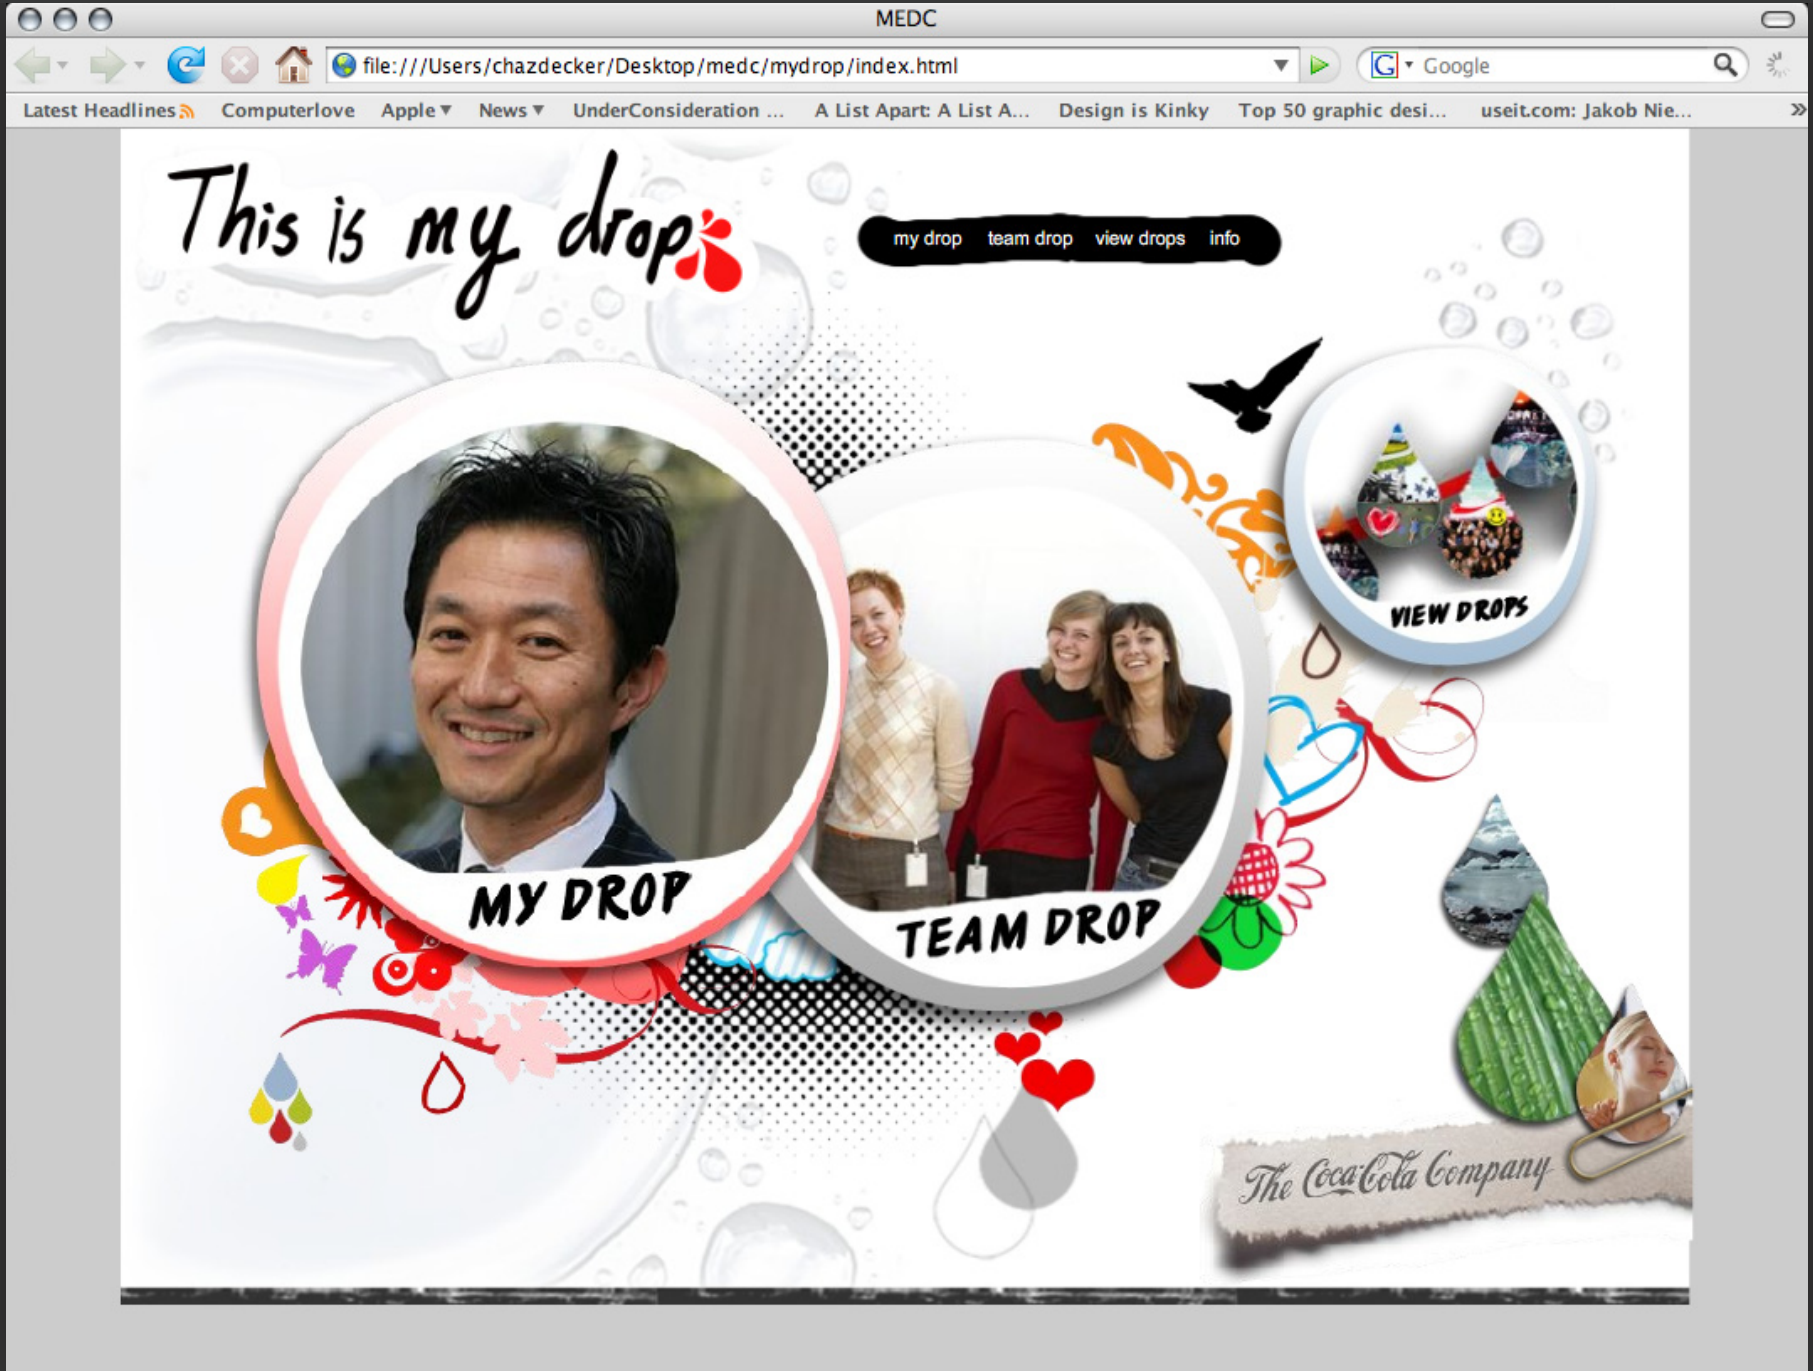 MEDC
file:///Users/chazdecker/Desktop/medc/mydrop/index.html
Google
Latest Headlines Computerlove Apple News UnderConsideration ... A List Apart: A List A... Design is Kinky Top 50 graphic desi... useit.com: Jakob Nie... »
This is my drop
my drop team drop view drops info
VIEW DROPS
MY DROP
TEAM DROP
The Coca-Cola Company